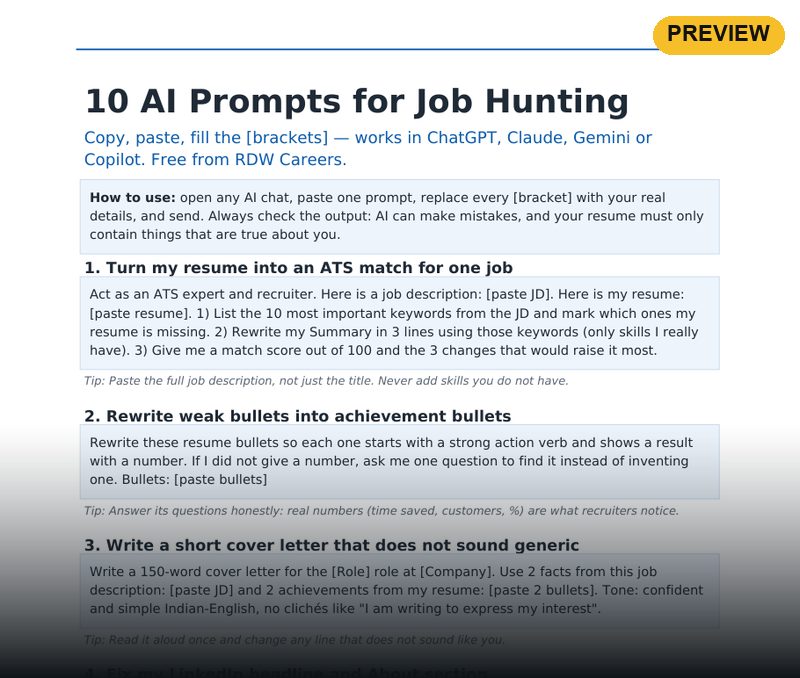 PREVIEW
10 AI Prompts for Job Hunting
Copy, paste, fill the [brackets] — works in ChatGPT, Claude, Gemini or
Copilot. Free from RDW Careers.
How to use: open any AI chat, paste one prompt, replace every [bracket] with your real
details, and send. Always check the output: AI can make mistakes, and your resume must only
contain things that are true about you.
1. Turn my resume into an ATS match for one job
Act as an ATS expert and recruiter. Here is a job description: [paste JD]. Here is my resume:
[paste resume]. 1) List the 10 most important keywords from the JD and mark which ones my
resume is missing. 2) Rewrite my Summary in 3 lines using those keywords (only skills I really
have). 3) Give me a match score out of 100 and the 3 changes that would raise it most.
Tip: Paste the full job description, not just the title. Never add skills you do not have.
2. Rewrite weak bullets into achievement bullets
Rewrite these resume bullets so each one starts with a strong action verb and shows a result
with a number. If I did not give a number, ask me one question to find it instead of inventing
one. Bullets: [paste bullets]
Tip: Answer its questions honestly: real numbers (time saved, customers, %) are what recruiters notice.
3. Write a short cover letter that does not sound generic
Write a 150-word cover letter for the [Role] role at [Company]. Use 2 facts from this job
description: [paste JD] and 2 achievements from my resume: [paste 2 bullets]. Tone: confident
and simple Indian-English, no clichés like "I am writing to express my interest".
Tip: Read it aloud once and change any line that does not sound like you.
4. Fix my LinkedIn headline and About section